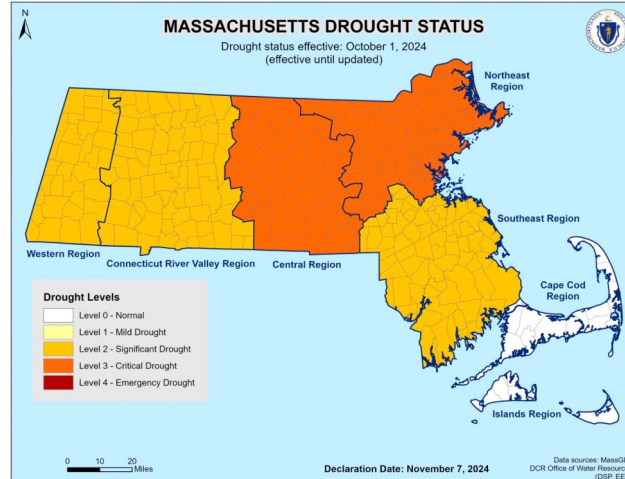 N
MASSACHUSETTS DROUGHT STATUS
Drought status effective: October 1, 2024
(effective until updated)
Northeast
Region
Southeast Region
Western Region
Connecticut River Valley Region
Central Region
Cape Cod
Region
Islands Region
Drought Levels
Level 0 - Normal
Level 1 - Mild Drought
Level 2 - Significant Drought
Level 3 - Critical Drought
Level 4 - Emergency Drought
0 10 20
Miles
Declaration Date: November 7, 2024
Data sources: MassGI
DCR Office of Water Resourc
(DSP, EE